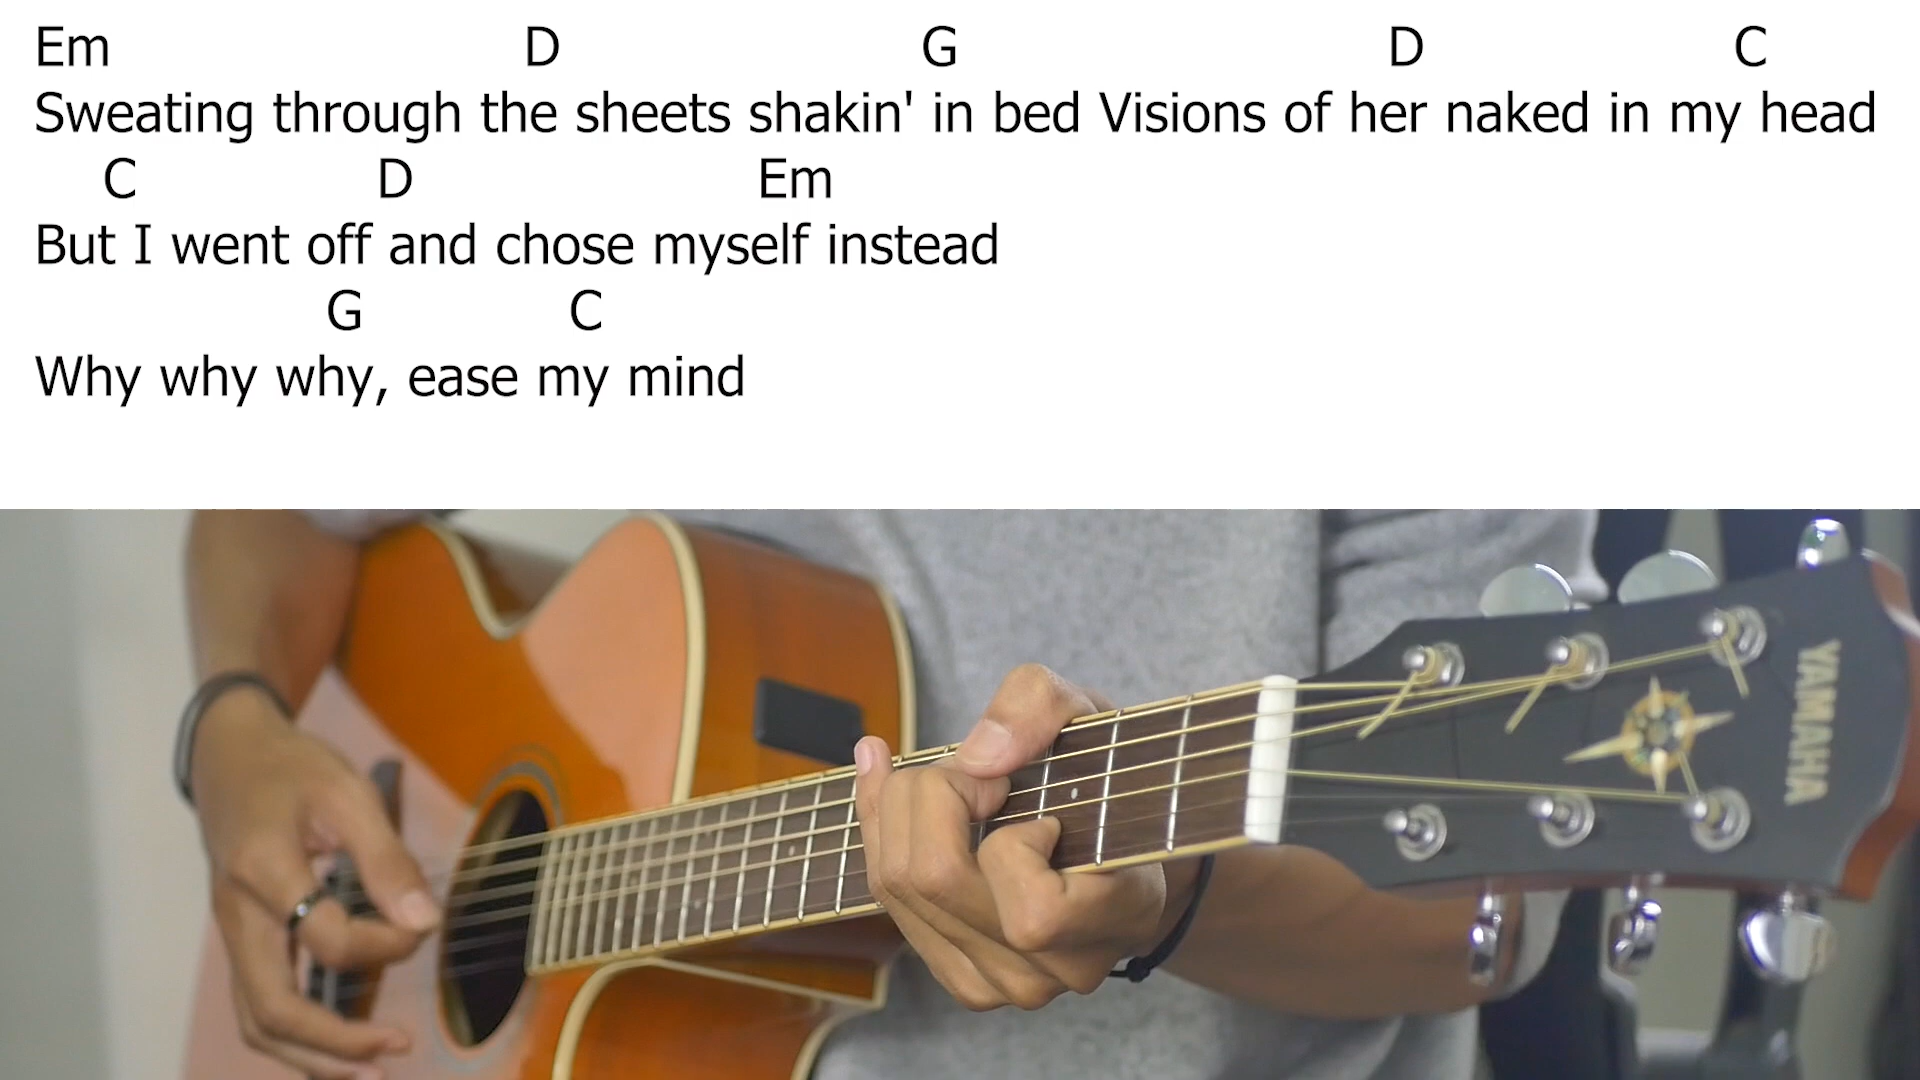 Em D G D C
Sweating through the sheets shakin' in bed Visions of her naked in my head
C D Em
But I went off and chose myself instead
G C
Why why why, ease my mind
YAMAHA